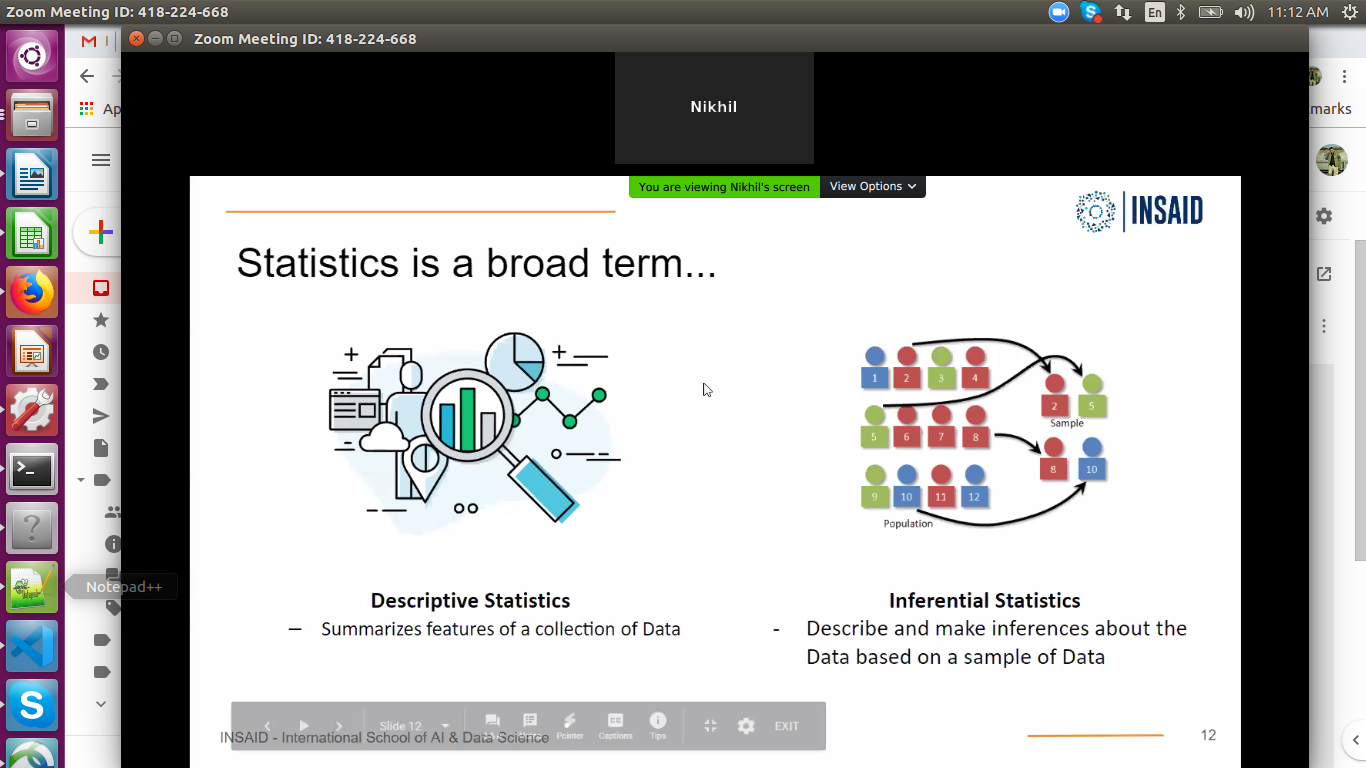 Zoom Meeting ID: 418-224-668
En
11:12 AM
Zoom Meeting ID: 418-224-668
Nikhil
You are viewing Nikhil's screen
View Options
INSAID
Statistics is a broad term...
1 2 3 4
5 6 7 8
9 10 11 12
Population
2 5
Sample
8 10
Descriptive Statistics
– Summarizes features of a collection of Data
Inferential Statistics
- Describe and make inferences about the
Data based on a sample of Data
Slide 12
Pointer
Captions
Tips
EXIT
INSAID - International School of AI & Data Science
12
Notepad++
Ap
marks